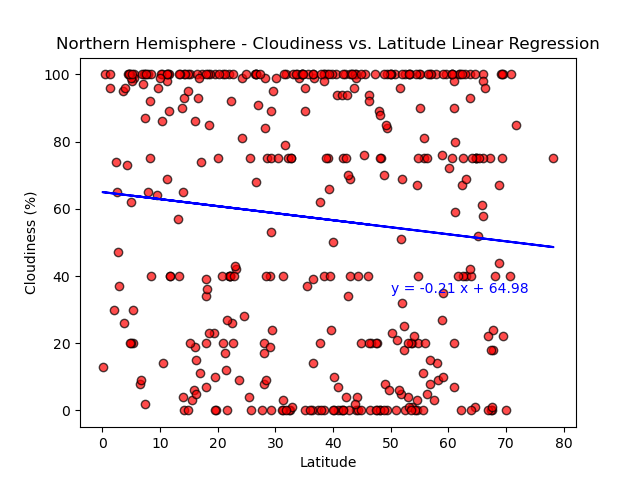 Northern Hemisphere - Cloudiness vs. Latitude Linear Regression
Cloudiness (%)
100
80
60
40
20
0
y = -0.21 x + 64.98
0 10 20 30 40 50 60 70 80
Latitude